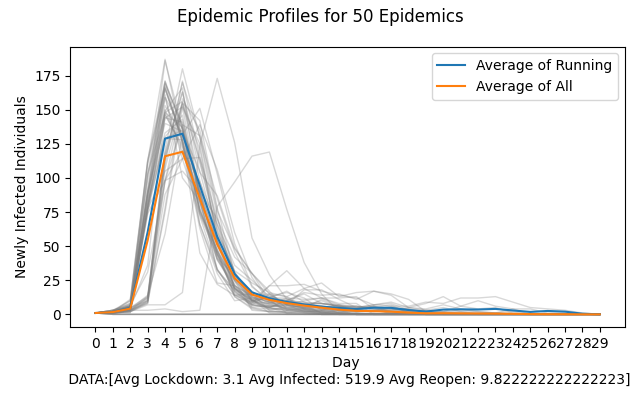 Epidemic Profiles for 50 Epidemics
Average of Running
Average of All
Newly Infected Individuals
175
150
125
100
75
50
25
0
0 1 2 3 4 5 6 7 8 9 10 11 12 13 14 15 16 17 18 19 20 21 22 23 24 25 26 27 28 29
Day
DATA:[Avg Lockdown: 3.1 Avg Infected: 519.9 Avg Reopen: 9.822222222222223]